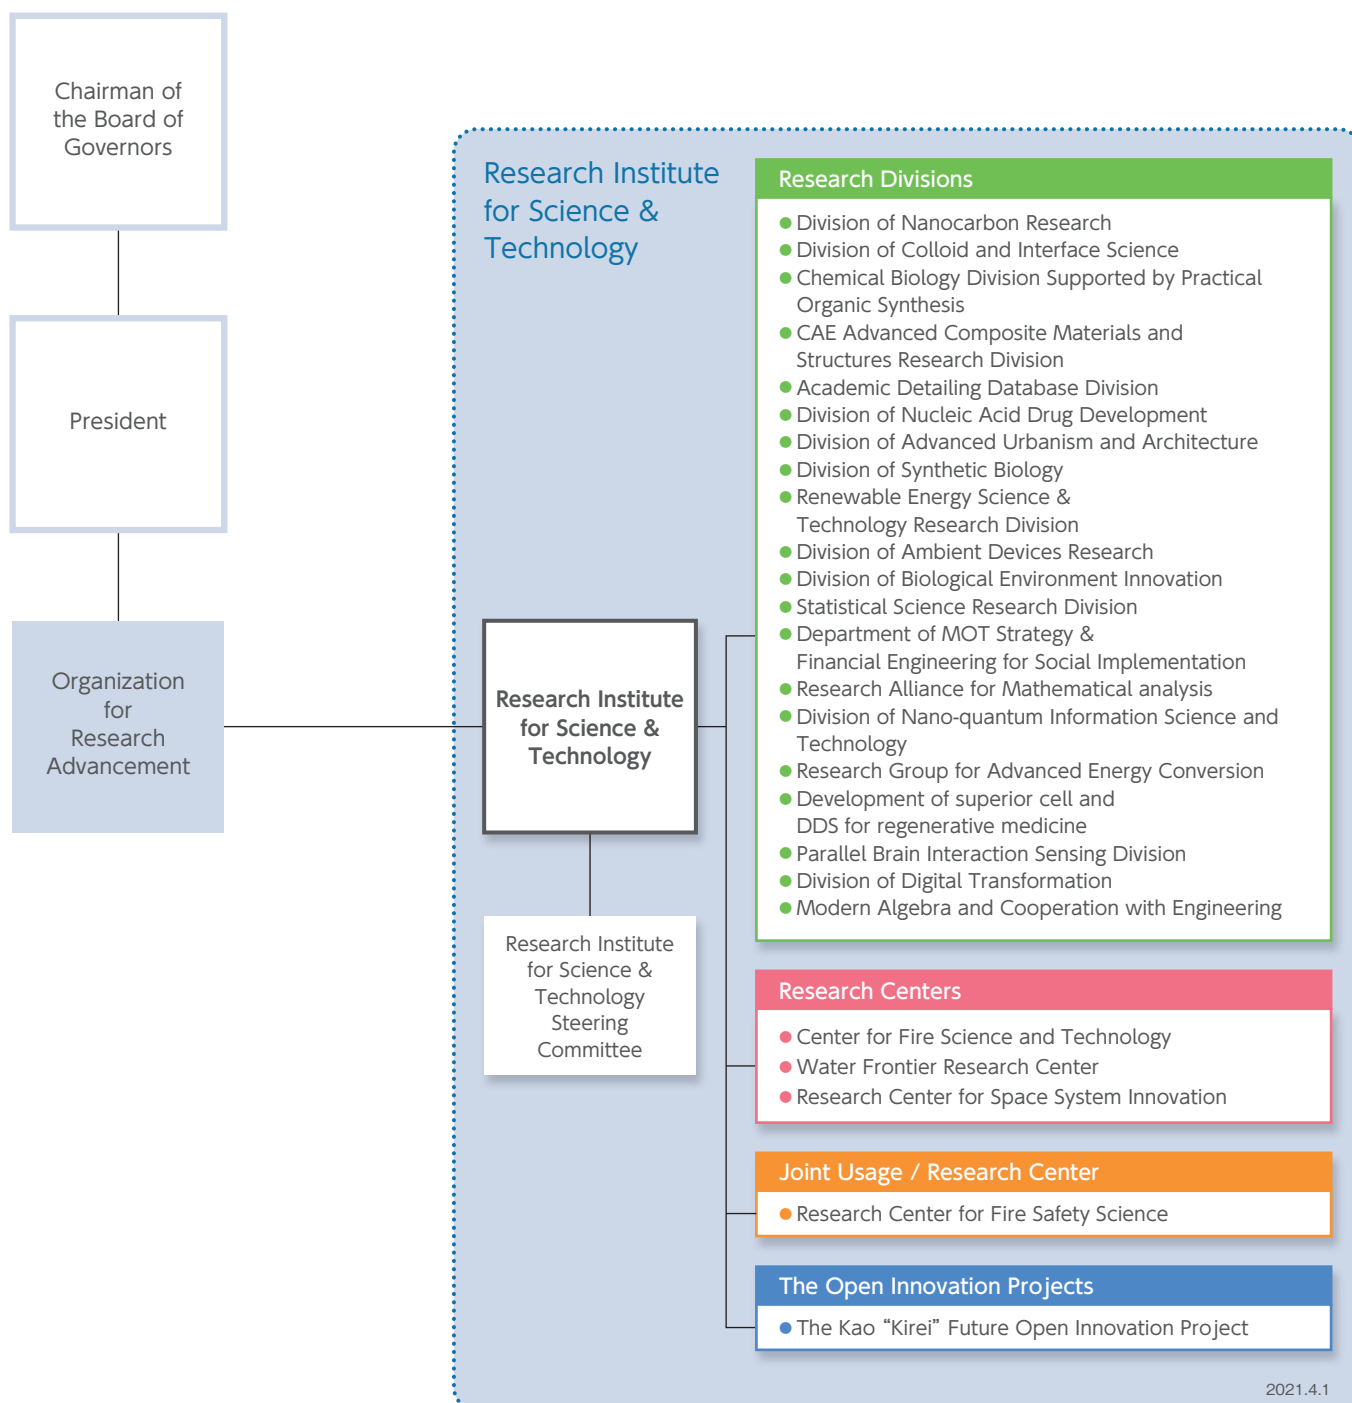 Chairman of
the Board of
Governors
President
Organization
for
Research
Advancement
Research Institute
for Science &
Technology
Research Institute
for Science &
Technology
Research Institute
for Science &
Technology
Steering
Committee
Research Divisions
● Division of Nanocarbon Research
● Division of Colloid and Interface Science
● Chemical Biology Division Supported by Practical
Organic Synthesis
● CAE Advanced Composite Materials and
Structures Research Division
● Academic Detailing Database Division
● Division of Nucleic Acid Drug Development
● Division of Advanced Urbanism and Architecture
● Division of Synthetic Biology
● Renewable Energy Science &
Technology Research Division
● Division of Ambient Devices Research
● Division of Biological Environment Innovation
● Statistical Science Research Division
● Department of MOT Strategy &
Financial Engineering for Social Implementation
● Research Alliance for Mathematical analysis
● Division of Nano-quantum Information Science and
Technology
● Research Group for Advanced Energy Conversion
● Development of superior cell and
DDS for regenerative medicine
● Parallel Brain Interaction Sensing Division
● Division of Digital Transformation
● Modern Algebra and Cooperation with Engineering
Research Centers
● Center for Fire Science and Technology
● Water Frontier Research Center
● Research Center for Space System Innovation
Joint Usage / Research Center
● Research Center for Fire Safety Science
The Open Innovation Projects
● The Kao “Kirei” Future Open Innovation Project
2021.4.1